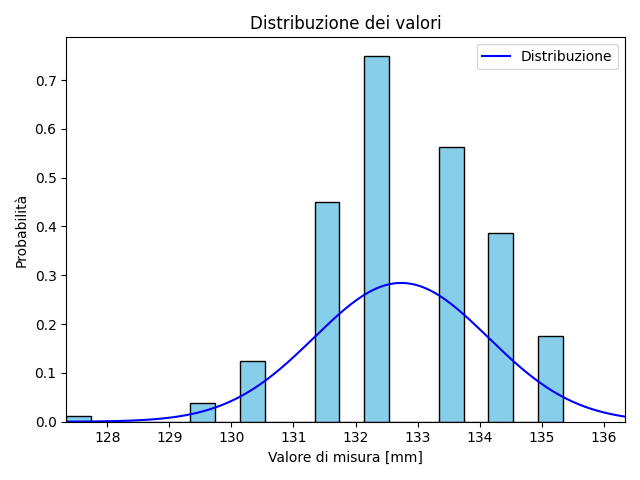 Distribuzione dei valori
Distribuzione
Probabilità
0.7
0.6
0.5
0.4
0.3
0.2
0.1
0.0
128 129 130 131 132 133 134 135 136
Valore di misura [mm]